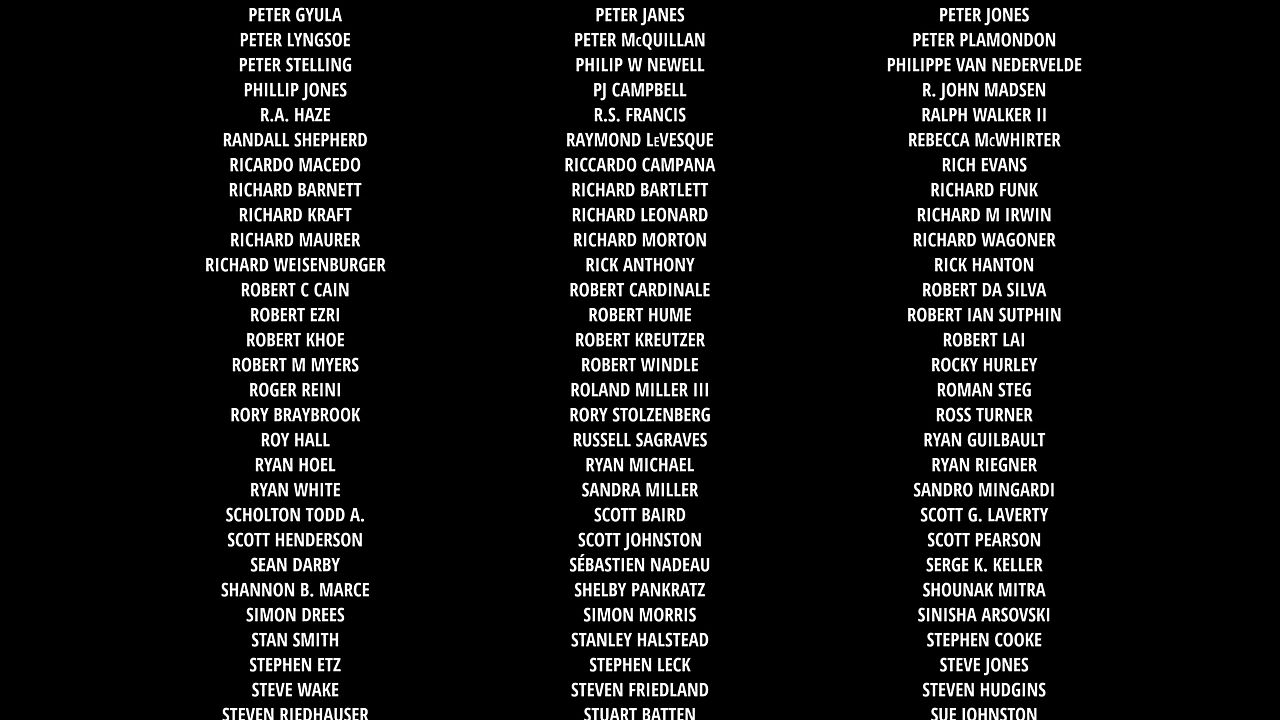 PETER GYULA PETER JANES PETER JONES
PETER LYNGSOE PETER McQUILLAN PETER PLAMONDON
PETER STELLING PHILIP W NEWELL PHILIPPE VAN NEDERVELDE
PHILLIP JONES PJ CAMPBELL R. JOHN MADSEN
R.A. HAZE R.S. FRANCIS RALPH WALKER II
RANDALL SHEPHERD RAYMOND LeVESQUE REBECCA McWHIRTER
RICARDO MACEDO RICCARDO CAMPANA RICH EVANS
RICHARD BARNETT RICHARD BARTLETT RICHARD FUNK
RICHARD KRAFT RICHARD LEONARD RICHARD M IRWIN
RICHARD MAURER RICHARD MORTON RICHARD WAGONER
RICHARD WEISENBURGER RICK ANTHONY RICK HANTON
ROBERT C CAIN ROBERT CARDINALE ROBERT DA SILVA
ROBERT EZRI ROBERT HUME ROBERT IAN SUTPHIN
ROBERT KHOE ROBERT KREUTZER ROBERT LAI
ROBERT M MYERS ROBERT WINDLE ROCKY HURLEY
ROGER REINI ROLAND MILLER III ROMAN STEG
RORY BRAYBROOK RORY STOLZENBERG ROSS TURNER
ROY HALL RUSSELL SAGRAVES RYAN GUILBAULT
RYAN HOEL RYAN MICHAEL RYAN RIEGNER
RYAN WHITE SANDRA MILLER SANDRO MINGARDI
SCHOLTON TODD A. SCOTT BAIRD SCOTT G. LAVERTY
SCOTT HENDERSON SCOTT JOHNSTON SCOTT PEARSON
SEAN DARBY SÉBASTIEN NADEAU SERGE K. KELLER
SHANNON B. MARCE SHELBY PANKRATZ SHOUNAK MITRA
SIMON DREES SIMON MORRIS SINISHA ARSOVSKI
STAN SMITH STANLEY HALSTEAD STEPHEN COOKE
STEPHEN ETZ STEPHEN LECK STEVE JONES
STEVE WAKE STEVEN FRIEDLAND STEVEN HUDGINS
STEVEN RIEDHAUSER STUART BATTEN SUE JOHNSTON